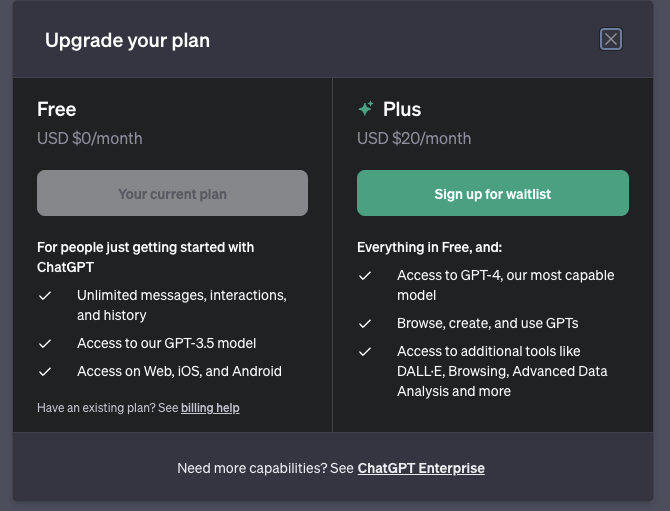 Upgrade your plan
Free
USD $0/month
Your current plan
For people just getting started with
ChatGPT
Unlimited messages, interactions,
and history
Access to our GPT-3.5 model
Access on Web, iOS, and Android
Have an existing plan? See billing help
Plus
USD $20/month
Sign up for waitlist
Everything in Free, and:
Access to GPT-4, our most capable
model
Browse, create, and use GPTs
Access to additional tools like
DALL·E, Browsing, Advanced Data
Analysis and more
Need more capabilities? See ChatGPT Enterprise